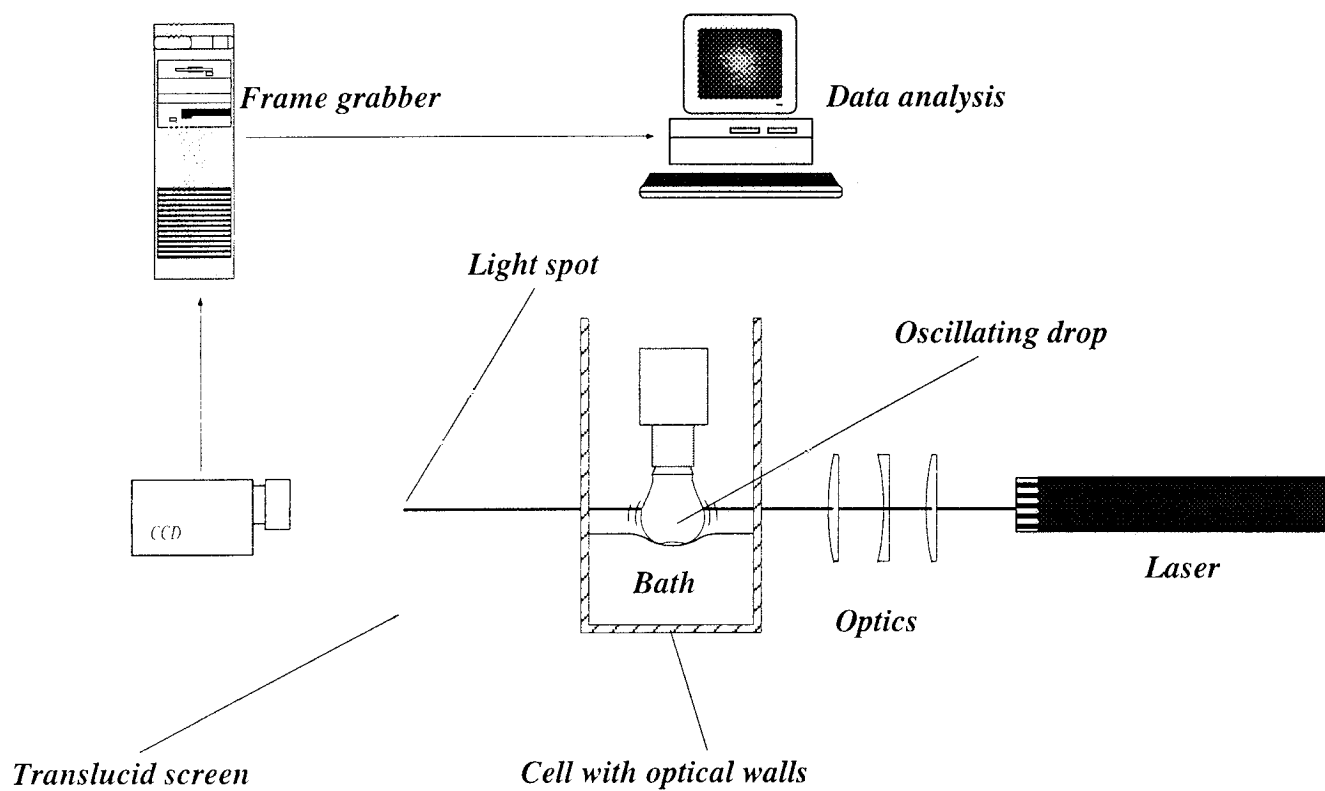 Frame grabber
Data analysis
Light spot
Oscillating drop
CCD
Bath
Laser
Optics
Translucid screen
Cell with optical walls